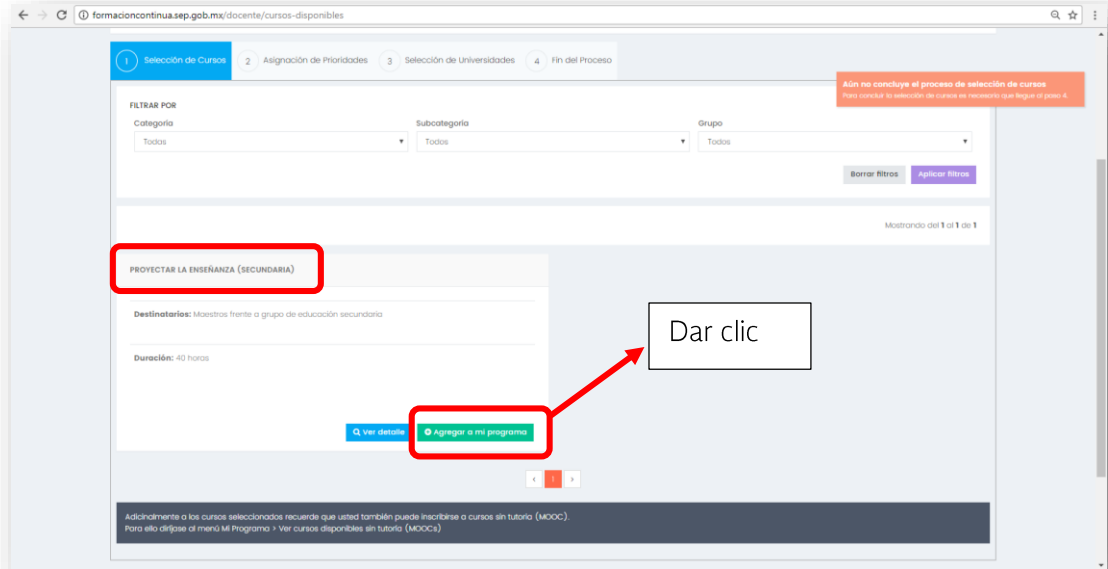 formacioncontinua.sep.gob.mx/docente/cursos-disponibles
1 Selección de Cursos 2 Asignación de Prioridades 3 Selección de Universidades 4 Fin del Proceso
Aún no concluye el proceso de selección de cursos
Para concluir la selección de cursos es necesario que llegue al paso 4.
FILTRAR POR
Categoría Subcategoría Grupo
Todas Todos Todos
Borrar filtros Aplicar filtros
Mostrando del 1 al 1 de 1
PROYECTAR LA ENSEÑANZA (SECUNDARIA)
Destinatarios: Maestros frente a grupo de educación secundaria
Dar clic
Duración: 40 horas
Ver detalle Agregar a mi programa
‹ 1 ›
Adicinalmente a los cursos seleccionados recuerde que usted también puede inscribirse a cursos sin tutoría (MOOC).
Para ello diríjase al menú Mi Programa > Ver cursos disponibles sin tutoría (MOOCs)